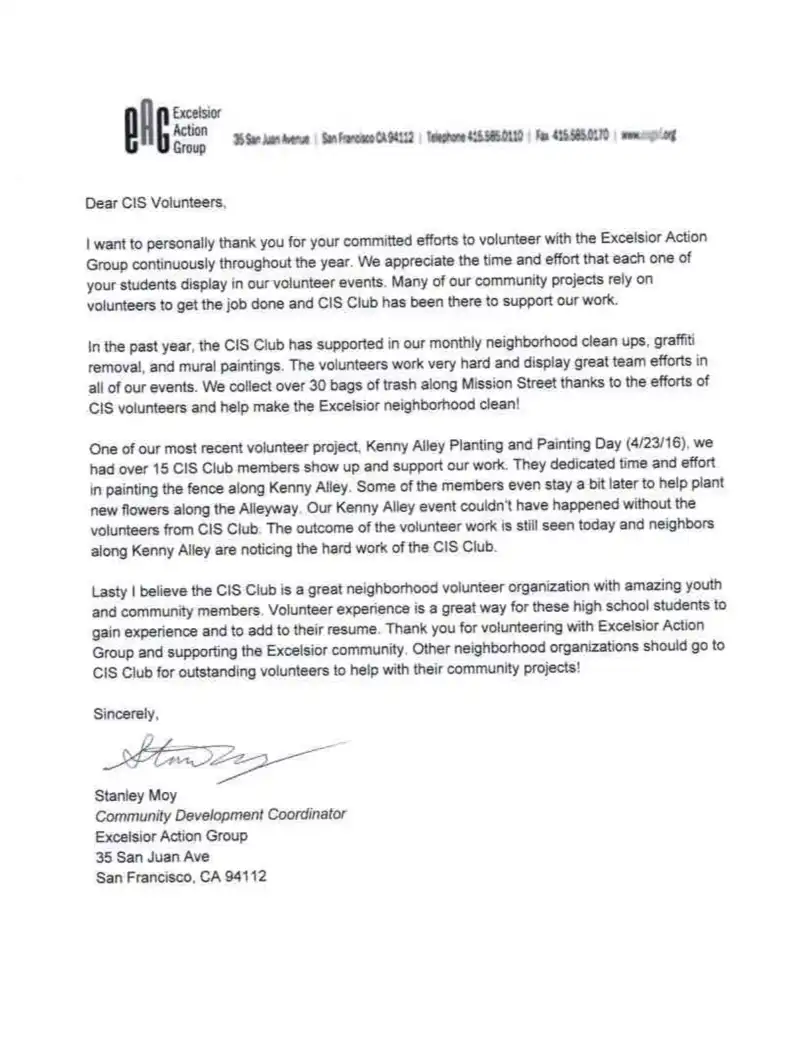 eAG Excelsior
Action
Group
35 San Juan Avenue | San Francisco CA 94112 | Telephone 415.585.0110 | Fax 415.585.0170 |
Dear CIS Volunteers,
I want to personally thank you for your committed efforts to volunteer with the Excelsior Action
Group continuously throughout the year. We appreciate the time and effort that each one of
your students display in our volunteer events. Many of our community projects rely on
volunteers to get the job done and CIS Club has been there to support our work.
In the past year, the CIS Club has supported in our monthly neighborhood clean ups, graffiti
removal, and mural paintings. The volunteers work very hard and display great team efforts in
all of our events. We collect over 30 bags of trash along Mission Street thanks to the efforts of
CIS volunteers and help make the Excelsior neighborhood clean!
One of our most recent volunteer project, Kenny Alley Planting and Painting Day (4/23/16), we
had over 15 CIS Club members show up and support our work. They dedicated time and effort
in painting the fence along Kenny Alley. Some of the members even stay a bit later to help plant
new flowers along the Alleyway. Our Kenny Alley event couldn't have happened without the
volunteers from CIS Club. The outcome of the volunteer work is still seen today and neighbors
along Kenny Alley are noticing the hard work of the CIS Club.
Lasty I believe the CIS Club is a great neighborhood volunteer organization with amazing youth
and community members. Volunteer experience is a great way for these high school students to
gain experience and to add to their resume. Thank you for volunteering with Excelsior Action
Group and supporting the Excelsior community. Other neighborhood organizations should go to
CIS Club for outstanding volunteers to help with their community projects!
Sincerely,
Stanley Moy
Community Development Coordinator
Excelsior Action Group
35 San Juan Ave
San Francisco, CA 94112